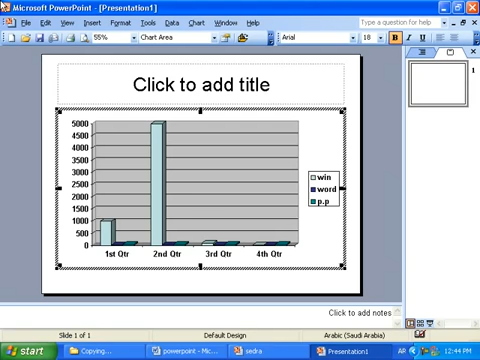 Microsoft PowerPoint - [Presentation1]
File Edit View Insert Format Tools Data Chart Window Help Type a question for help
55% Chart Area Arial 18 B I U
Click to add title
5000
4500
4000
3500
3000
2500
2000
1500
1000
500
0
1st Qtr 2nd Qtr 3rd Qtr 4th Qtr
win
word
p.p
1
Click to add notes
Slide 1 of 1 Default Design Arabic (Saudi Arabia)
start Copying... powerpoint - Mic... sedra Presentation1 AR 12:44 PM